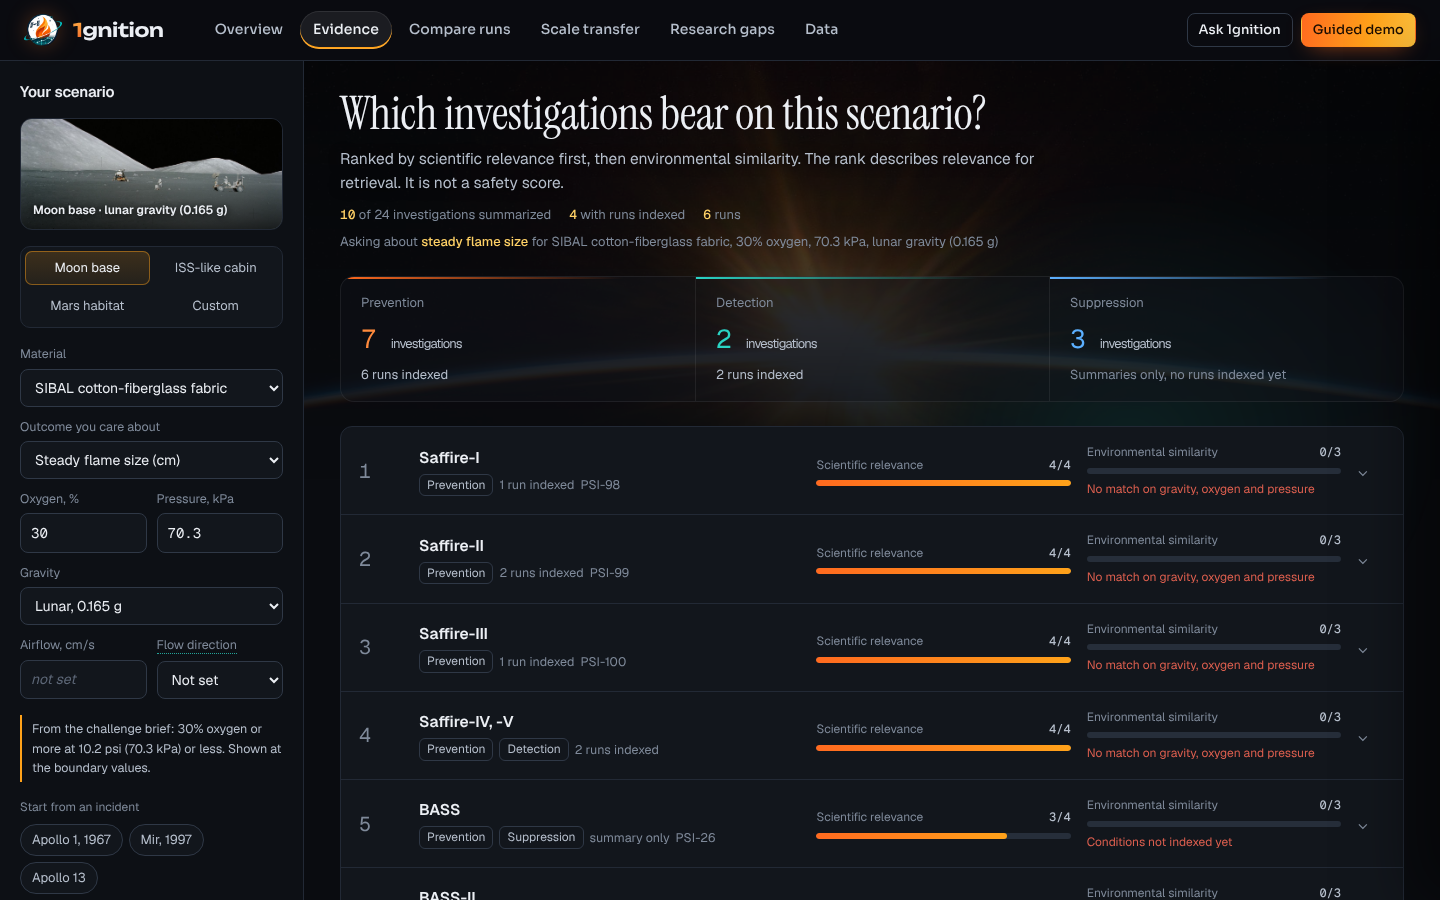 1gnition
Overview
Evidence
Compare runs
Scale transfer
Research gaps
Data
Ask 1gnition
Guided demo
Your scenario
Moon base · lunar gravity (0.165 g)
Moon base
ISS-like cabin
Mars habitat
Custom
Material
SIBAL cotton-fiberglass fabric
Outcome you care about
Steady flame size (cm)
Oxygen, %
Pressure, kPa
30
70.3
Gravity
Lunar, 0.165 g
Airflow, cm/s
Flow direction
not set
Not set
From the challenge brief: 30% oxygen or
more at 10.2 psi (70.3 kPa) or less. Shown at
the boundary values.
Start from an incident
Apollo 1, 1967
Mir, 1997
Apollo 13
Which investigations bear on this scenario?
Ranked by scientific relevance first, then environmental similarity. The rank describes relevance for
retrieval. It is not a safety score.
10 of 24 investigations summarized 4 with runs indexed 6 runs
Asking about steady flame size for SIBAL cotton-fiberglass fabric, 30% oxygen, 70.3 kPa, lunar gravity (0.165 g)
Prevention
7 investigations
6 runs indexed
Detection
2 investigations
2 runs indexed
Suppression
3 investigations
Summaries only, no runs indexed yet
1
Saffire-I
Prevention 1 run indexed PSI-98
Scientific relevance 4/4
Environmental similarity 0/3
No match on gravity, oxygen and pressure
2
Saffire-II
Prevention 2 runs indexed PSI-99
Scientific relevance 4/4
Environmental similarity 0/3
No match on gravity, oxygen and pressure
3
Saffire-III
Prevention 1 run indexed PSI-100
Scientific relevance 4/4
Environmental similarity 0/3
No match on gravity, oxygen and pressure
4
Saffire-IV, -V
Prevention Detection 2 runs indexed
Scientific relevance 4/4
Environmental similarity 0/3
No match on gravity, oxygen and pressure
5
BASS
Prevention Suppression summary only PSI-26
Scientific relevance 3/4
Environmental similarity 0/3
Conditions not indexed yet
BASS-II
Environmental similarity 0/3